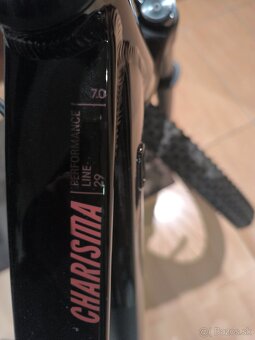 7.0
PERFORMANCE
LINE
29
CHARISMA
Bazos.sk